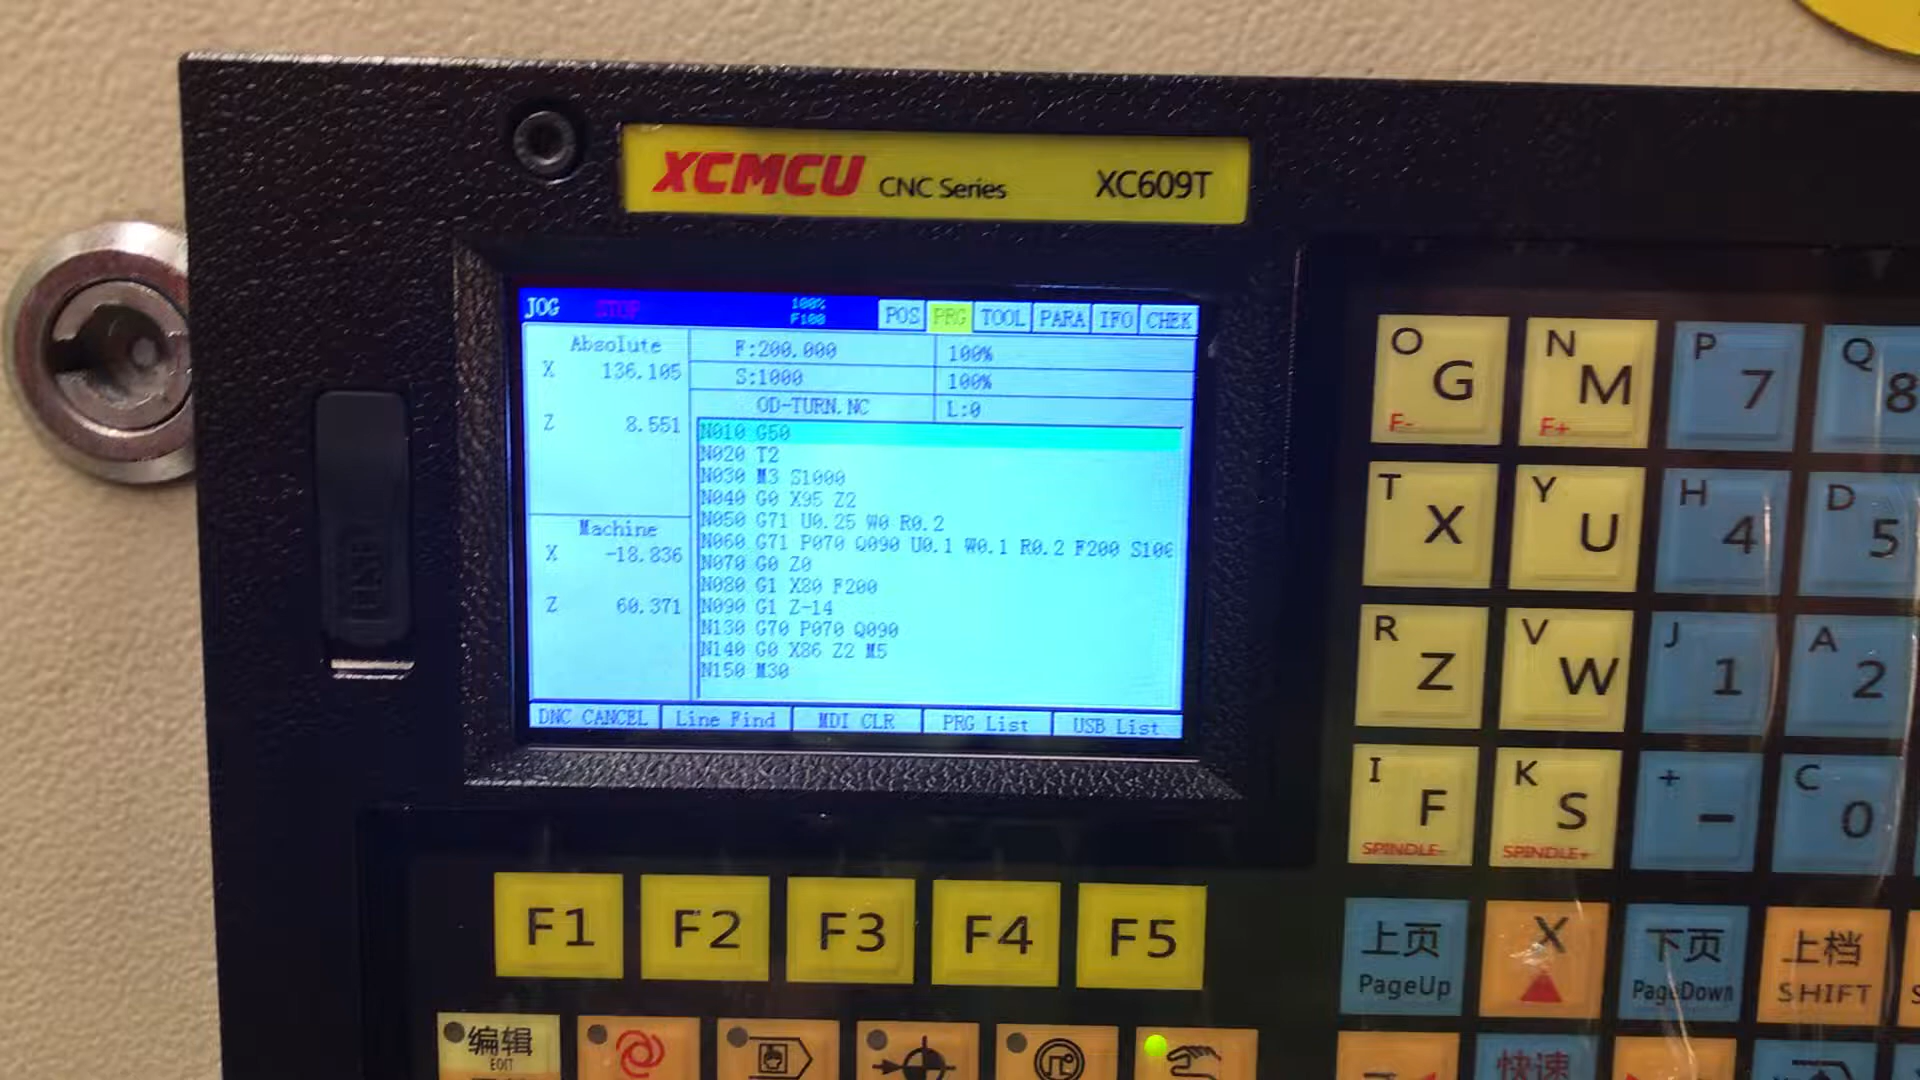 XCMCU CNC Series XC609T
JOG STOP 100% F100 POS PRG TOOL PARA IFO CHEK
Absolute
X 136.105
Z 8.551
Machine
X -18.836
Z 60.371
F:200.000 100%
S:1000 100%
OD-TURN.NC L:0
N010 G50
N020 T2
N030 M3 S1000
N040 G0 X95 Z2
N050 G71 U0.25 W0 R0.2
N060 G71 P070 Q090 U0.1 W0.1 R0.2 F200 S100
N070 G0 Z0
N080 G1 X80 F200
N090 G1 Z-14
N130 G70 P070 Q090
N140 G0 X86 Z2 M5
N150 M30
DNC CANCEL Line Find MDI CLR PRG List USB List
F1 F2 F3 F4 F5
编辑
EDIT
USB
O G F- N M F+ P 7 Q 8
T X Y U H 4 D 5
R Z V W J 1 A 2
I F SPINDLE- K S SPINDLE+ + - C 0
上页 PageUp X 下页 PageDown 上档 SHIFT
快速